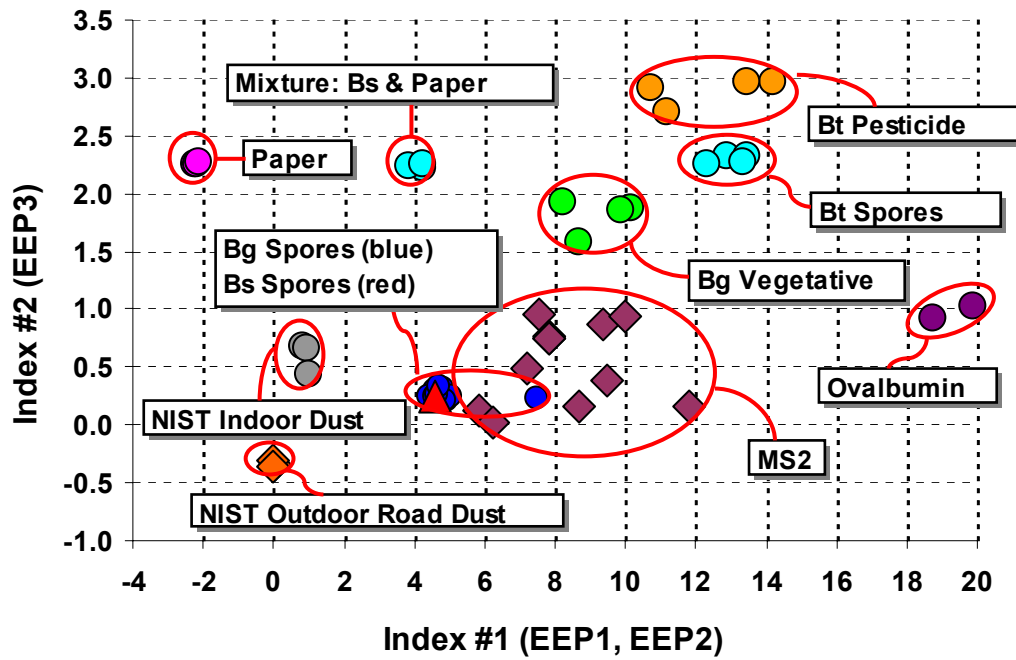 3.5
3.0
2.5
2.0
1.5
1.0
0.5
0.0
-0.5
-1.0
Index #2 (EEP3)
Mixture: Bs & Paper
Paper
Bt Pesticide
Bt Spores
Bg Spores (blue)
Bs Spores (red)
Bg Vegetative
Ovalbumin
NIST Indoor Dust
MS2
NIST Outdoor Road Dust
-4 -2 0 2 4 6 8 10 12 14 16 18 20
Index #1 (EEP1, EEP2)